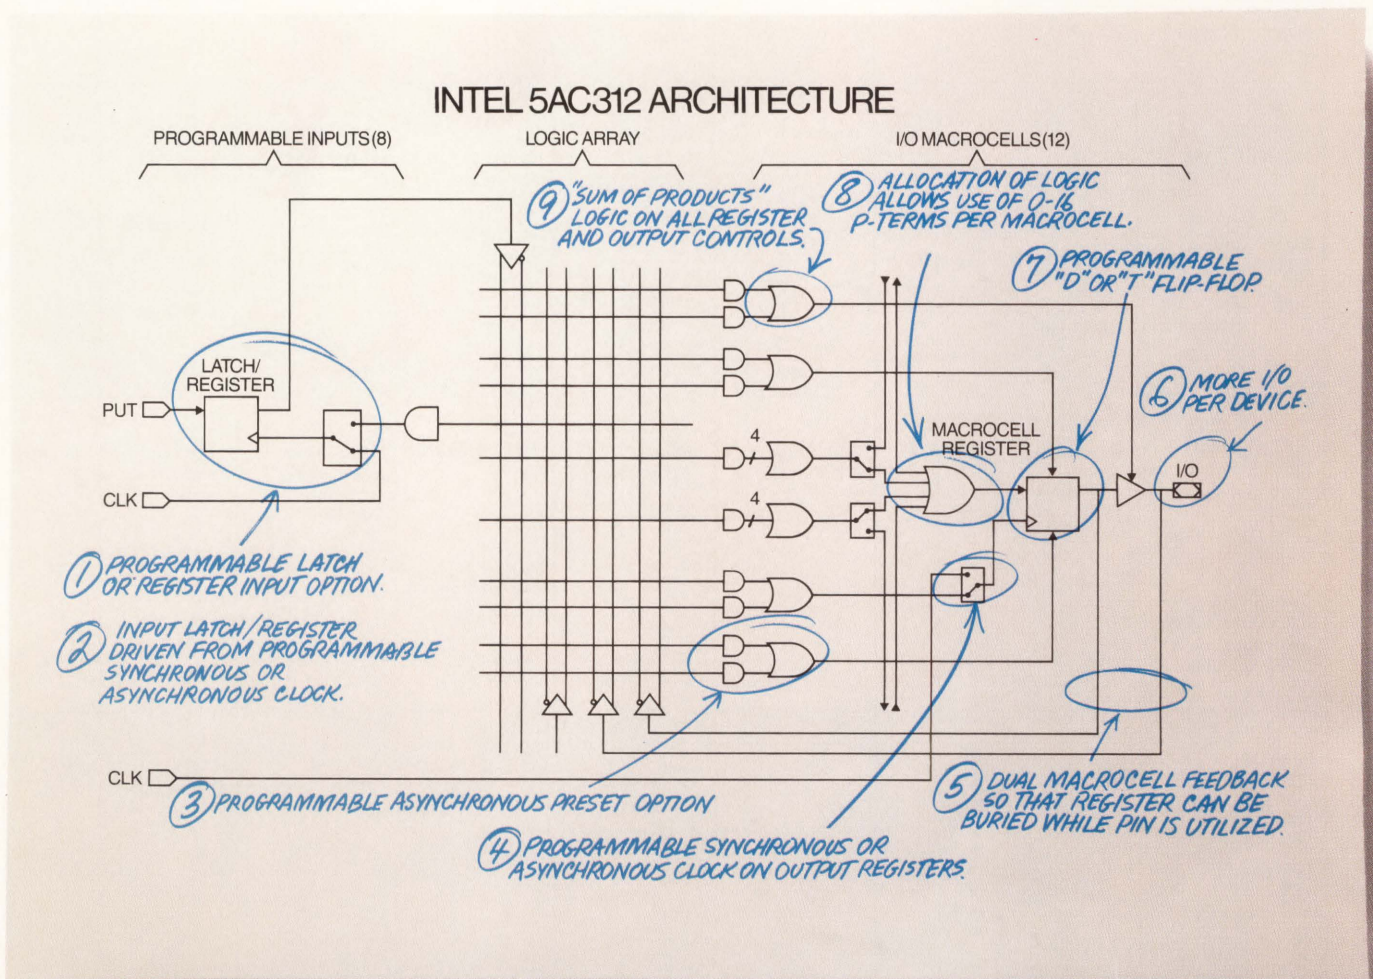 INTEL 5AC312 ARCHITECTURE
PROGRAMMABLE INPUTS (8)
LOGIC ARRAY
I/O MACROCELLS (12)
9 "SUM OF PRODUCTS"
LOGIC ON ALL REGISTER
AND OUTPUT CONTROLS.
8 ALLOCATION OF LOGIC
ALLOWS USE OF 0-16
P-TERMS PER MACROCELL.
7 PROGRAMMABLE
"D" OR "T" FLIP-FLOP.
LATCH/
REGISTER
PUT
CLK
4
4
MACROCELL
REGISTER
6 MORE I/O
PER DEVICE.
I/O
1 PROGRAMMABLE LATCH
OR REGISTER INPUT OPTION.
2 INPUT LATCH/REGISTER
DRIVEN FROM PROGRAMMABLE
SYNCHRONOUS OR
ASYNCHRONOUS CLOCK.
CLK
3 PROGRAMMABLE ASYNCHRONOUS PRESET OPTION
4 PROGRAMMABLE SYNCHRONOUS OR
ASYNCHRONOUS CLOCK ON OUTPUT REGISTERS.
5 DUAL MACROCELL FEEDBACK
SO THAT REGISTER CAN BE
BURIED WHILE PIN IS UTILIZED.